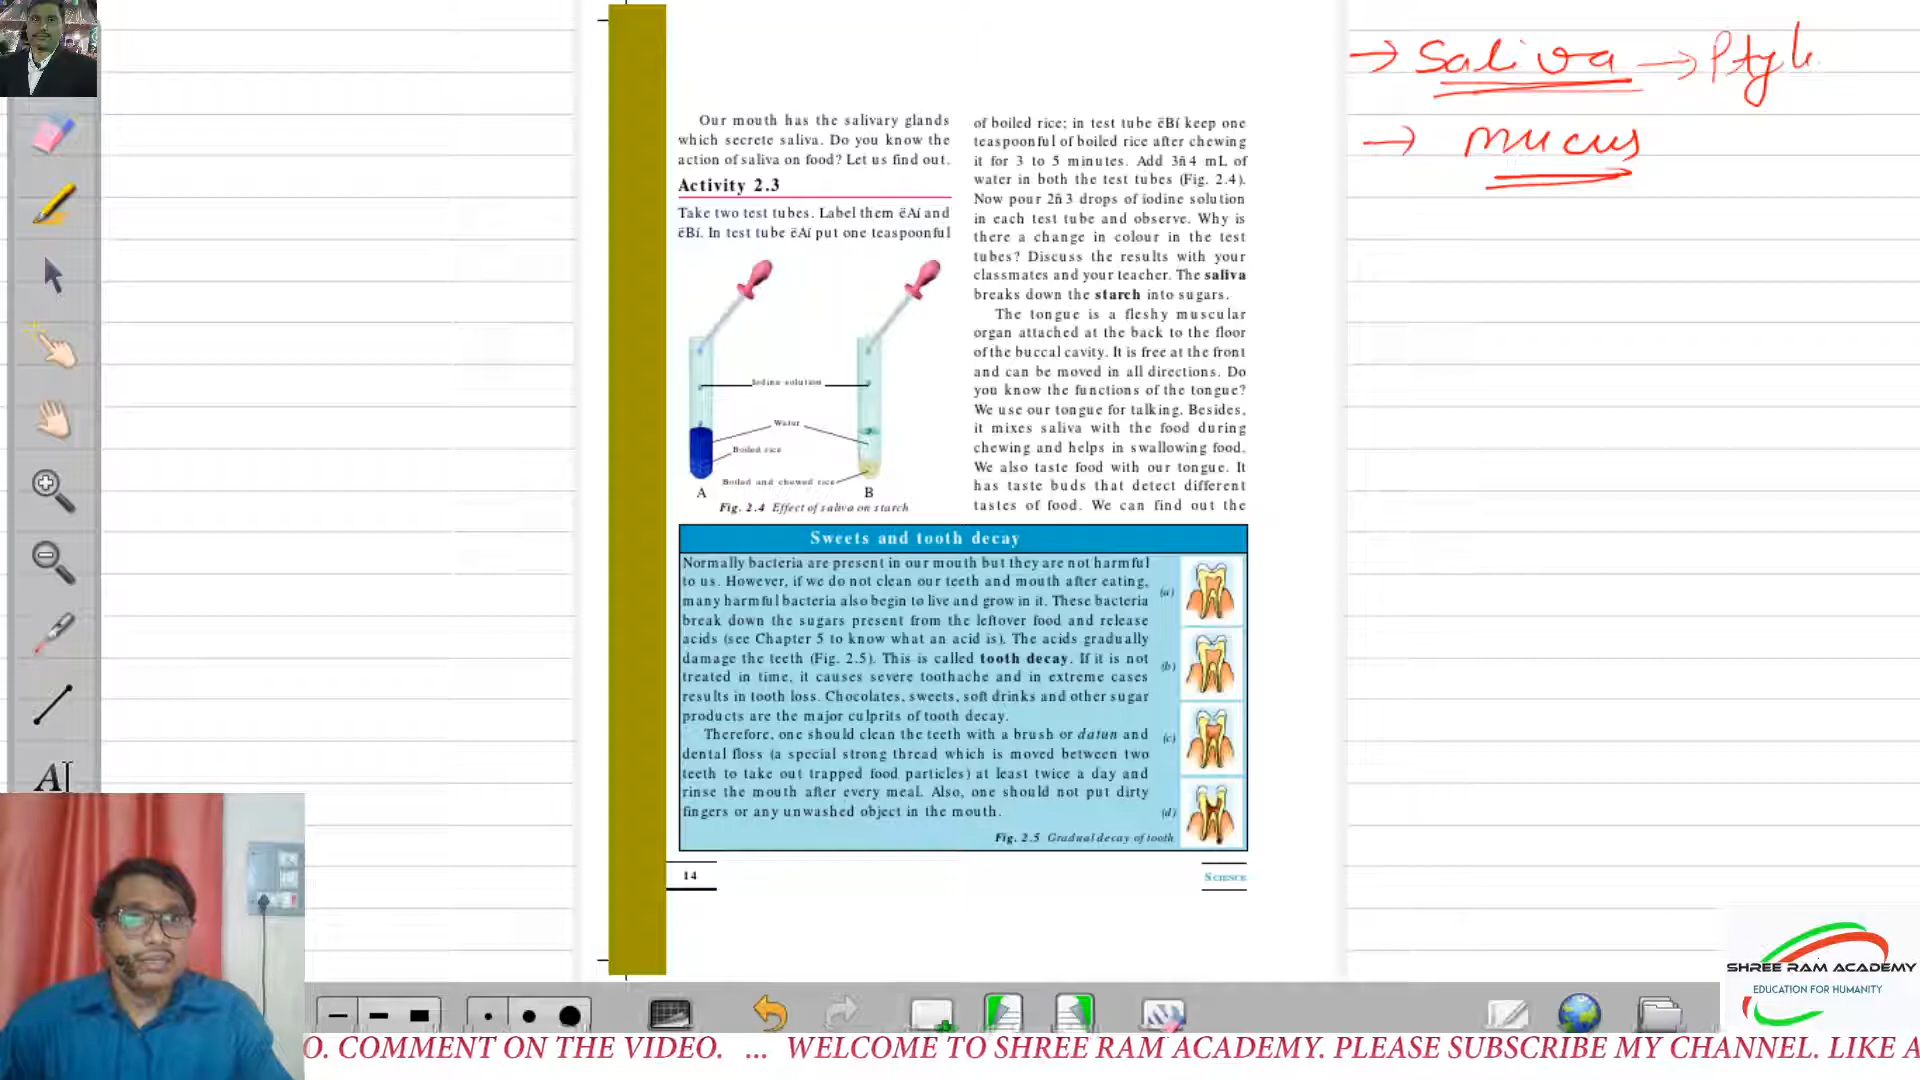 → Saliva → Ptyl
→ mucus
Our mouth has the salivary glands
which secrete saliva. Do you know the
action of saliva on food? Let us find out.
Activity 2.3
Take two test tubes. Label them ëAí and
ëBí. In test tube ëAí put one teaspoonful
Iodine solution
Water
Boiled rice
Boiled and chewed rice
A
B
Fig. 2.4 Effect of saliva on starch
of boiled rice; in test tube ëBí keep one
teaspoonful of boiled rice after chewing
it for 3 to 5 minutes. Add 3ñ4 mL of
water in both the test tubes (Fig. 2.4).
Now pour 2ñ3 drops of iodine solution
in each test tube and observe. Why is
there a change in colour in the test
tubes? Discuss the results with your
classmates and your teacher. The saliva
breaks down the starch into sugars.
The tongue is a fleshy muscular
organ attached at the back to the floor
of the buccal cavity. It is free at the front
and can be moved in all directions. Do
you know the functions of the tongue?
We use our tongue for talking. Besides,
it mixes saliva with the food during
chewing and helps in swallowing food.
We also taste food with our tongue. It
has taste buds that detect different
tastes of food. We can find out the
Sweets and tooth decay
Normally bacteria are present in our mouth but they are not harmful
to us. However, if we do not clean our teeth and mouth after eating,
many harmful bacteria also begin to live and grow in it. These bacteria
break down the sugars present from the leftover food and release
acids (see Chapter 5 to know what an acid is). The acids gradually
damage the teeth (Fig. 2.5). This is called tooth decay. If it is not
treated in time, it causes severe toothache and in extreme cases
results in tooth loss. Chocolates, sweets, soft drinks and other sugar
products are the major culprits of tooth decay.
Therefore, one should clean the teeth with a brush or datun and
dental floss (a special strong thread which is moved between two
teeth to take out trapped food particles) at least twice a day and
rinse the mouth after every meal. Also, one should not put dirty
fingers or any unwashed object in the mouth.
(a)
(b)
(c)
(d)
Fig. 2.5 Gradual decay of tooth
14
SCIENCE
SHREE RAM ACADEMY
EDUCATION FOR HUMANITY
O. COMMENT ON THE VIDEO. ... WELCOME TO SHREE RAM ACADEMY. PLEASE SUBSCRIBE MY CHANNEL. LIKE A